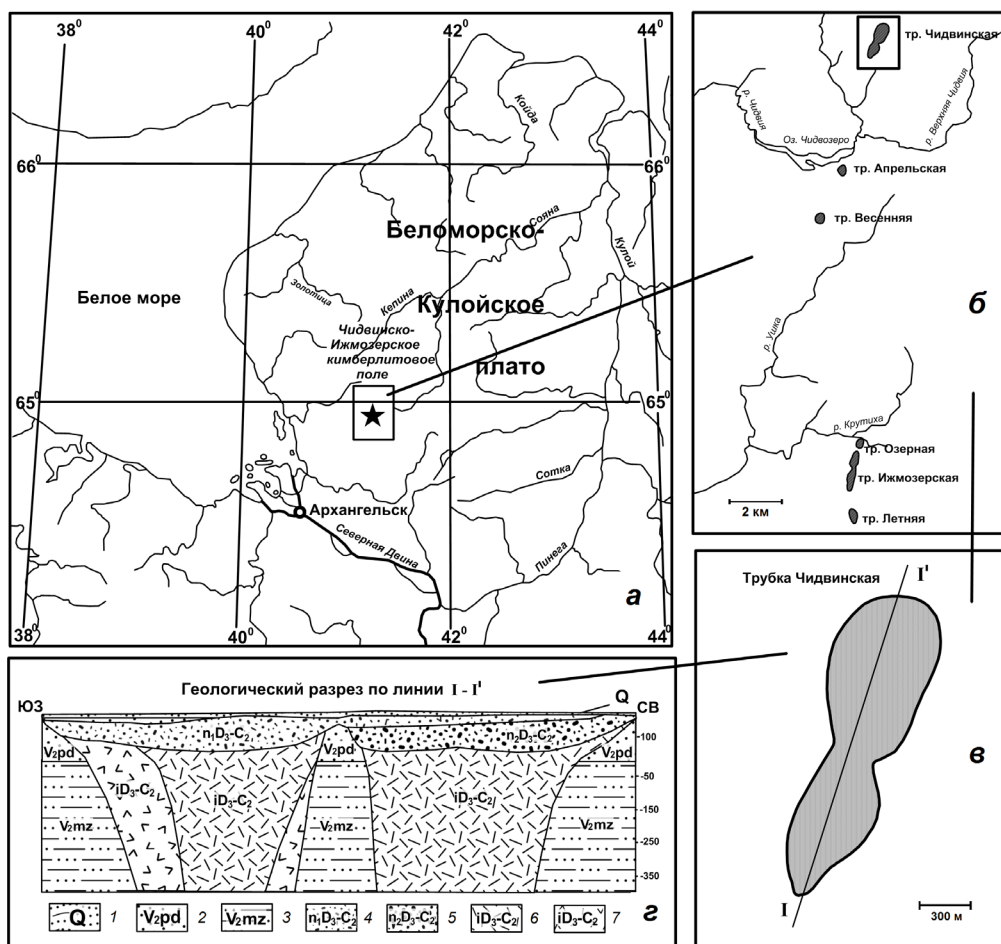 38⁰
40⁰
42⁰
44⁰
Койда
66⁰
66⁰
Беломорско-
Сояна
Кулой
Золотица
Белое море
Кепина
Кулойское
Чидвинско-
Ижмозерское
кимберлитовое
поле
плато
65⁰
65⁰
Сотка
Архангельск
Северная Двина
Пинега
а
38⁰
40⁰
42⁰
44⁰
тр. Чидвинская
р. Чидвия
Оз. Чидвозеро
р. Верхняя Чидвия
тр. Апрельская
тр. Весенняя
б
р. Ушка
р. Крутиха
тр. Озерная
тр. Ижмозерская
2 км
тр. Летняя
Трубка Чидвинская
I'
в
I
300 м
Геологический разрез по линии I - I'
Q
ЮЗ
СВ
n₁D₃-C₂
n₂D₃-C₂
100
V₂pd
V₂pd
V₂pd
-50
iD₃-C₂
iD₃-C₂
iD₃-C₂
-150
V₂mz
V₂mz
V₂mz
-250
-350
Q 1 V₂pd 2 V₂mz 3 n₁D₃-C₂ 4 n₂D₃-C₂ 5 iD₃-C₂ 6 iD₃-C₂ 7
г